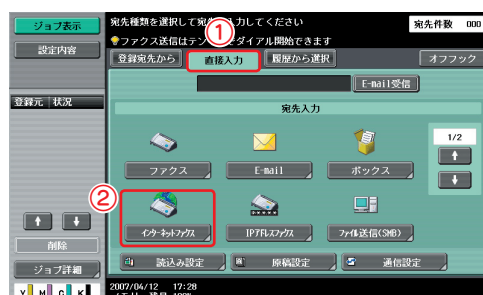 ジョブ表示
設定内容
登録元 状況
削除
ジョブ詳細
Y M C K
宛先種類を選択して宛 入力してください
ファクス送信はテン ダイアル開始できます
宛先件数 000
①
登録宛先から
直接入力
履歴から選択
オフフック
E-mail受信
宛先入力
ファクス
E-mail
ボックス
1/2
②
インターネットファクス
IPアドレスファクス
ファイル送信(SMB)
読込み設定
原稿設定
通信設定
2007/04/12 17:28